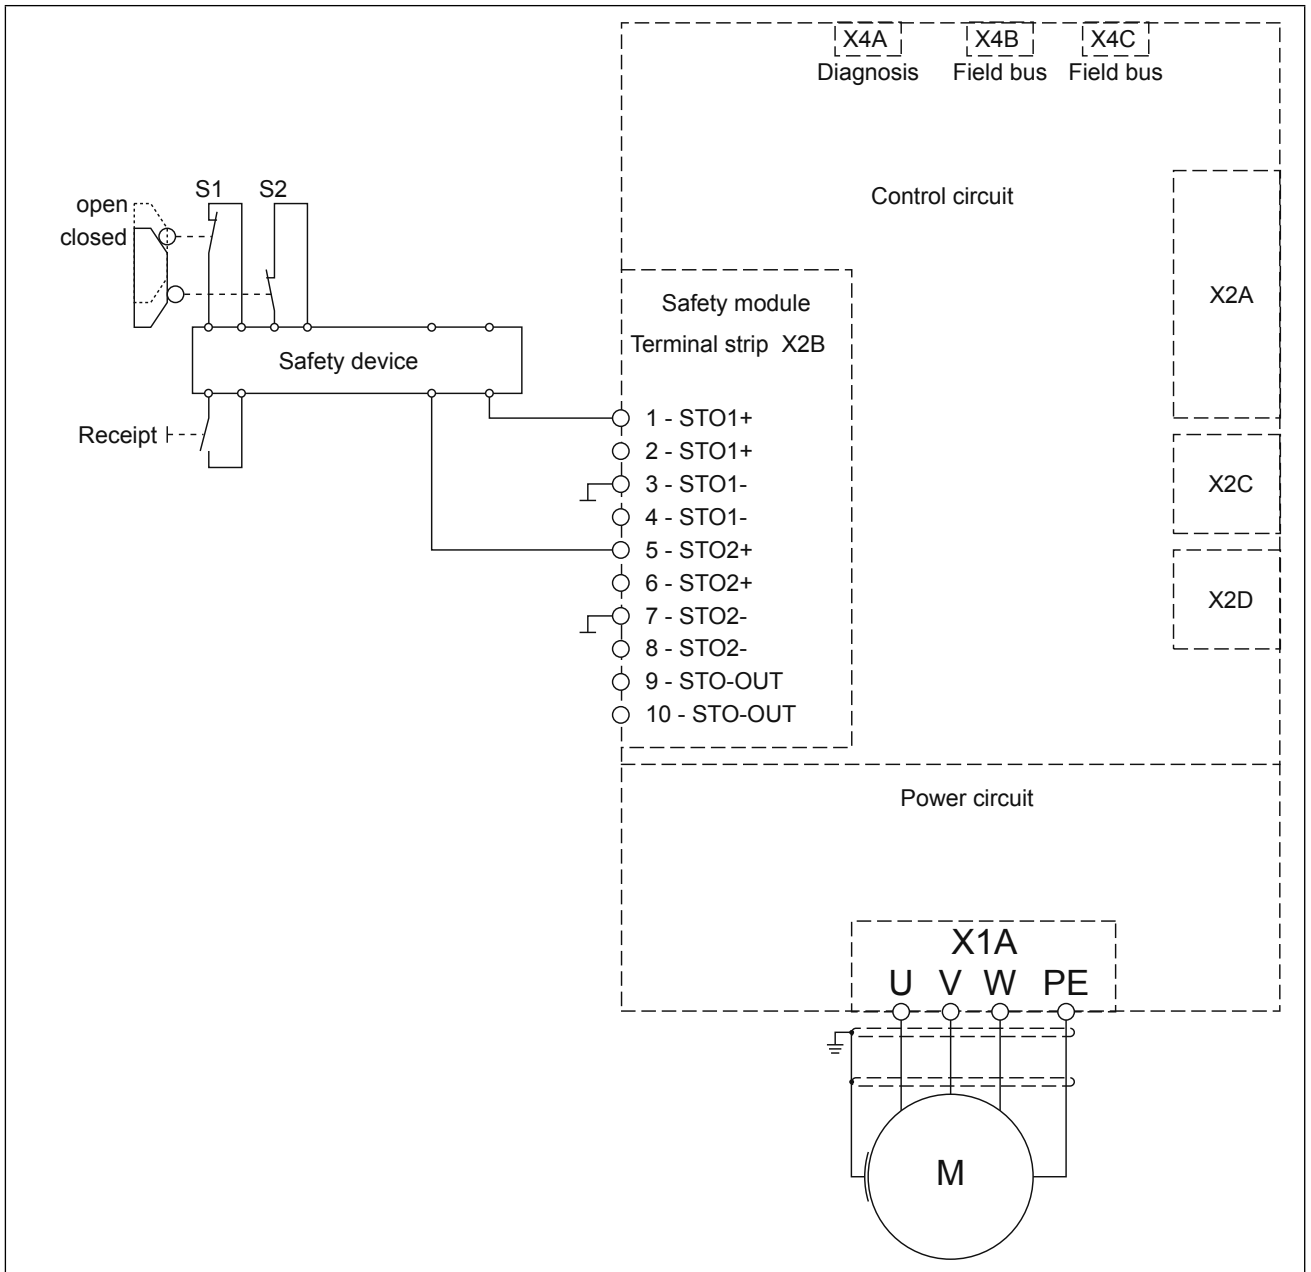 X4A X4B X4C
Diagnosis Field bus Field bus
Control circuit
S1 S2
open
closed
X2A
Safety module
Terminal strip X2B
Safety device
1 - STO1+
Receipt
2 - STO1+
3 - STO1-
X2C
4 - STO1-
5 - STO2+
6 - STO2+
X2D
7 - STO2-
8 - STO2-
9 - STO-OUT
10 - STO-OUT
Power circuit
X1A
U V W PE
M